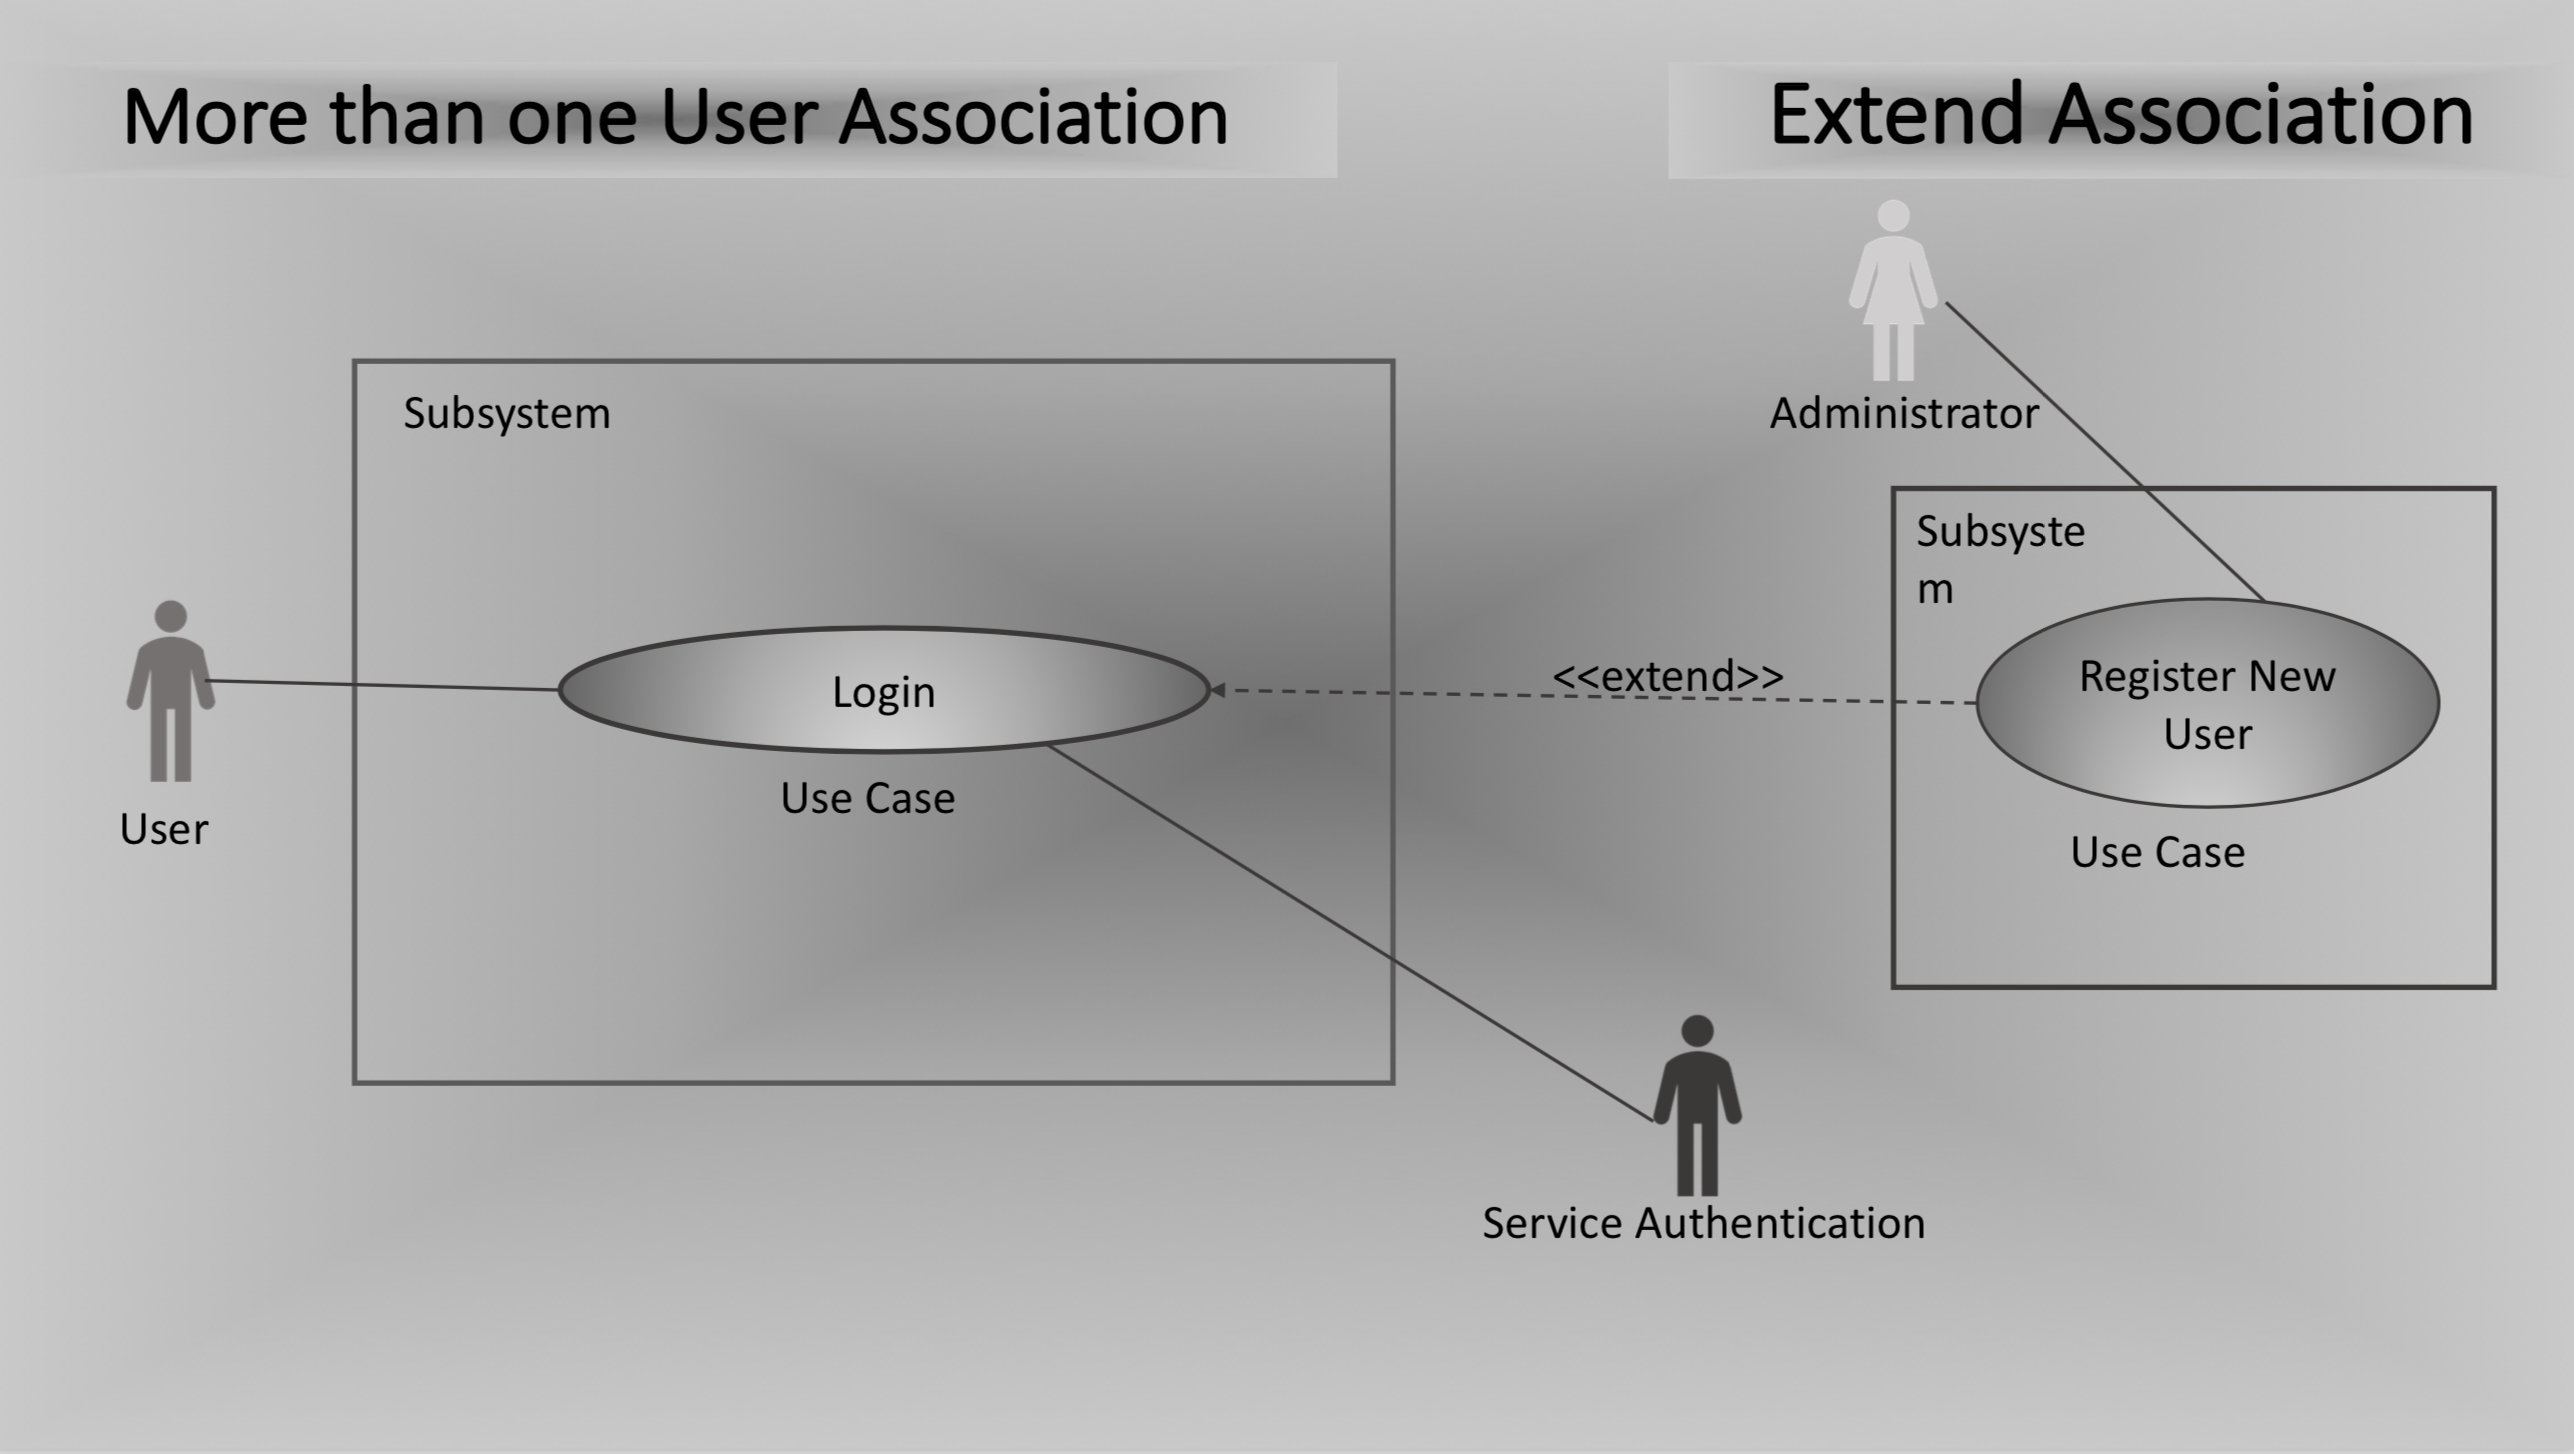 More than one User Association
Extend Association
Administrator
Subsystem
Subsyste
m
<<extend>>
Login
Register New
User
Use Case
User
Use Case
Service Authentication